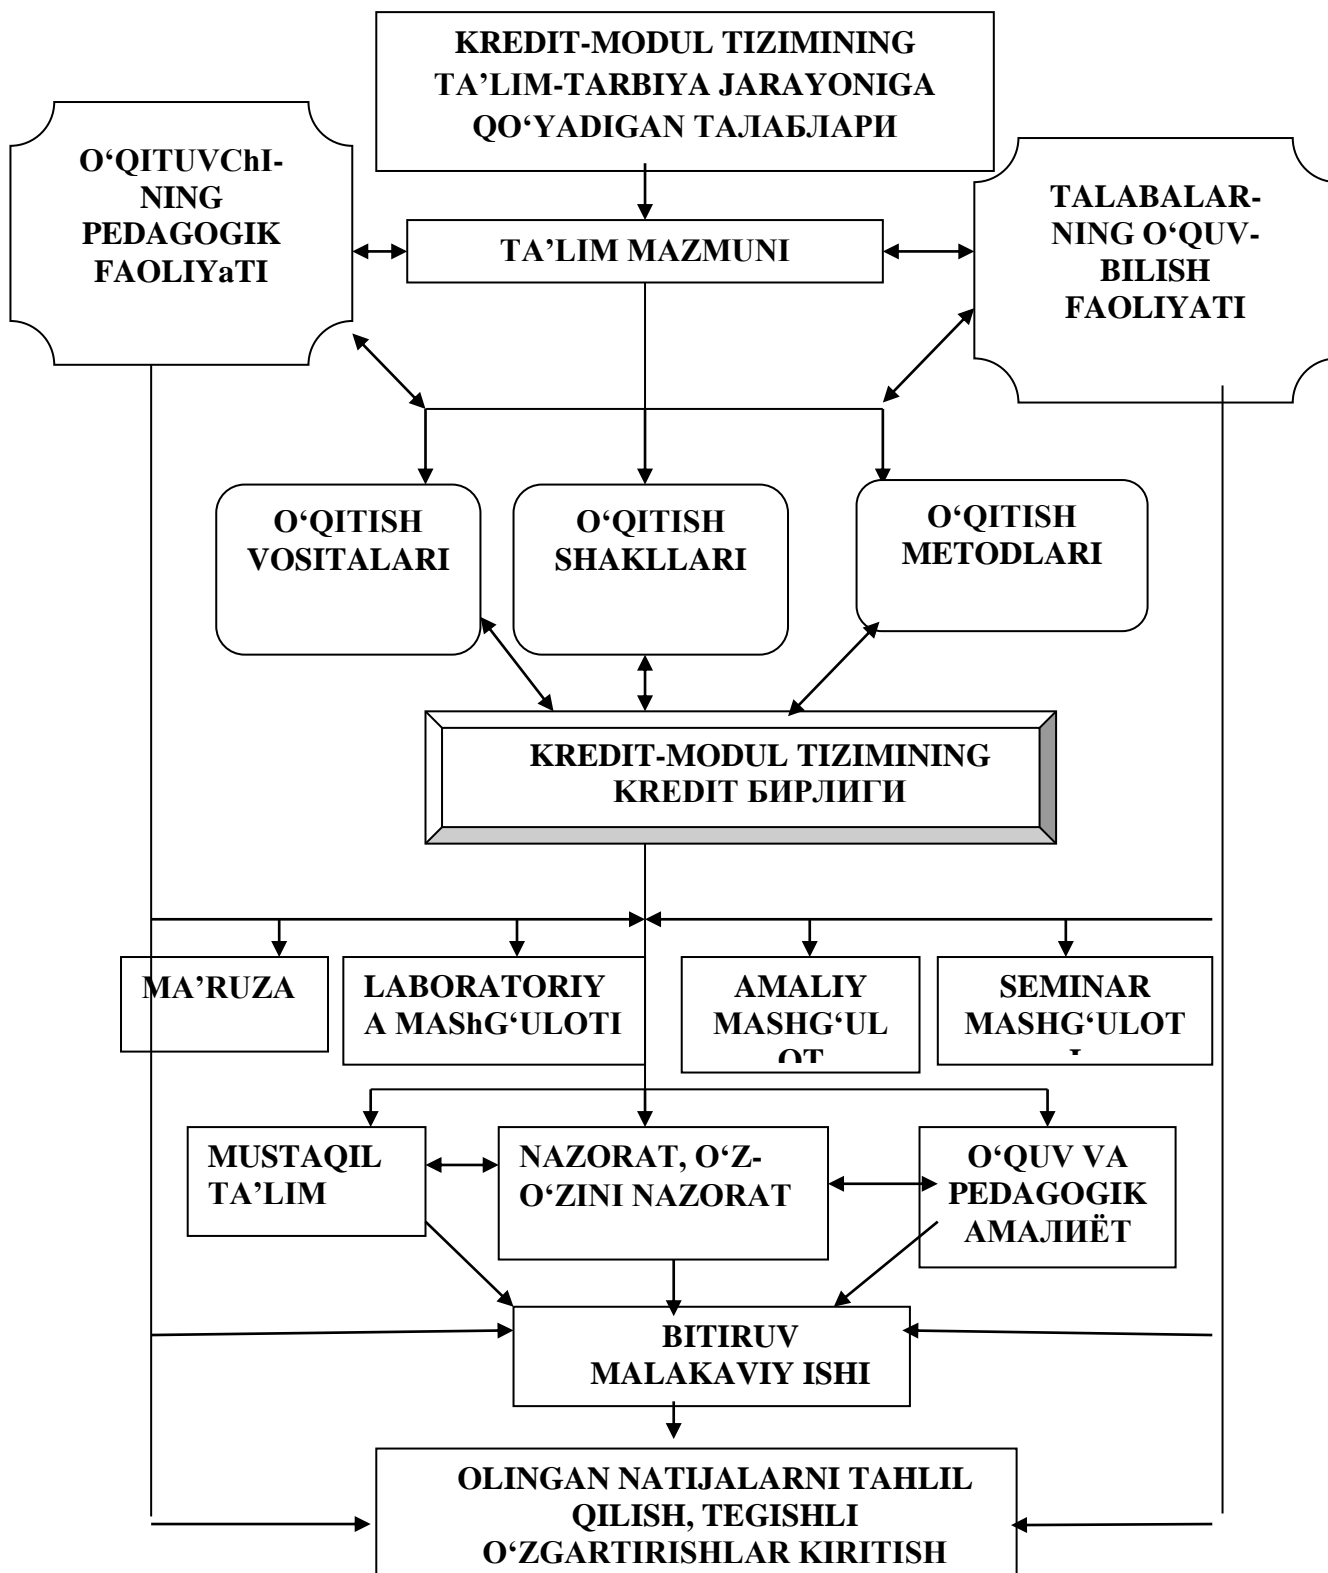 KREDIT-MODUL TIZIMINING
TA’LIM-TARBIYA JARAYONIGA
QO‘YADIGAN ТАЛАБЛАРИ
O‘QITUVChI-
NING
PEDAGOGIK
FAOLIYaTI
TA’LIM MAZMUNI
TALABALAR-
NING O‘QUV-
BILISH
FAOLIYATI
O‘QITISH
VOSITALARI
O‘QITISH
SHAKLLARI
O‘QITISH
METODLARI
KREDIT-MODUL TIZIMINING
KREDIT БИРЛИГИ
MA’RUZA
LABORATORIY
A MAShG‘ULOTI
AMALIY
MASHG‘UL
OT
SEMINAR
MASHG‘ULOT
MUSTAQIL
TA’LIM
NAZORAT, O‘Z-
O‘ZINI NAZORAT
O‘QUV VA
PEDAGOGIK
АМАЛИЁТ
BITIRUV
MALAKAVIY ISHI
OLINGAN NATIJALARNI TAHLIL
QILISH, TEGISHLI
O‘ZGARTIRISHLAR KIRITISH